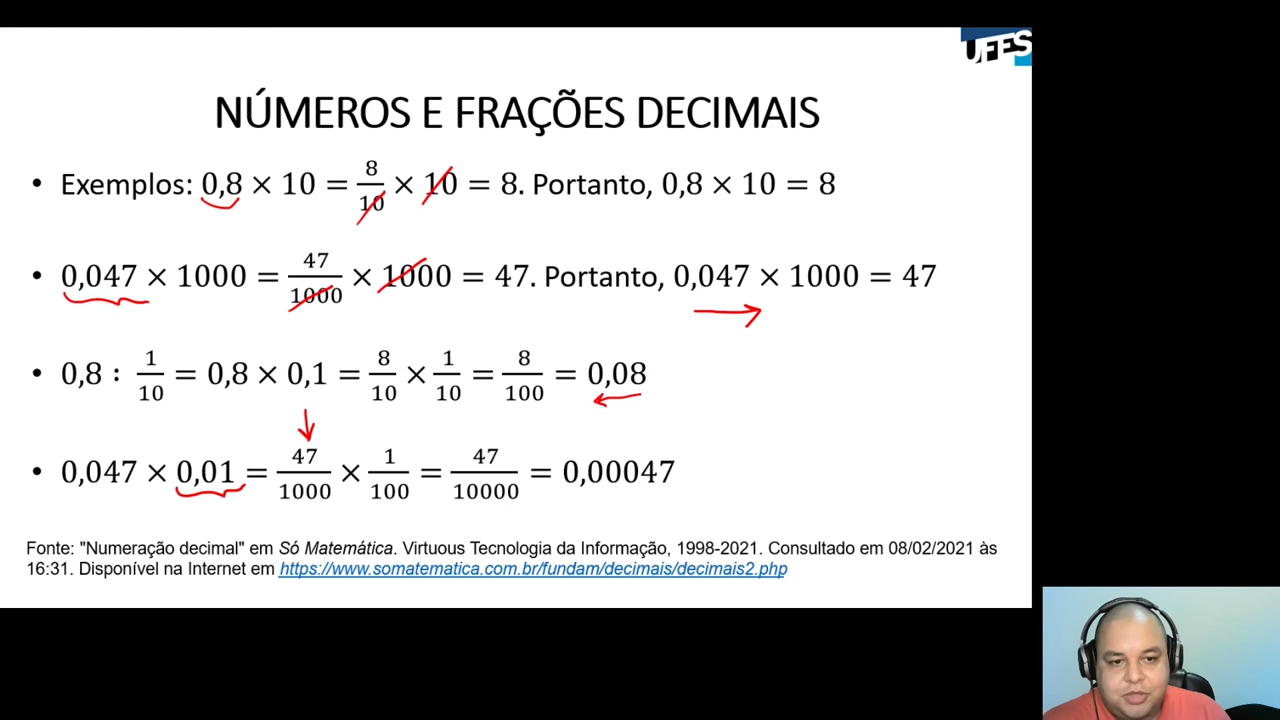 UFES
NÚMEROS E FRAÇÕES DECIMAIS
• Exemplos: 0,8 × 10 = 8/10 × 10 = 8. Portanto, 0,8 × 10 = 8
• 0,047 × 1000 = 47/1000 × 1000 = 47. Portanto, 0,047 × 1000 = 47
• 0,8 : 1/10 = 0,8 × 0,1 = 8/10 × 1/10 = 8/100 = 0,08
• 0,047 × 0,01 = 47/1000 × 1/100 = 47/10000 = 0,00047
Fonte: "Numeração decimal" em Só Matemática. Virtuous Tecnologia da Informação, 1998-2021. Consultado em 08/02/2021 às
16:31. Disponível na Internet em https://www.somatematica.com.br/fundam/decimais/decimais2.php